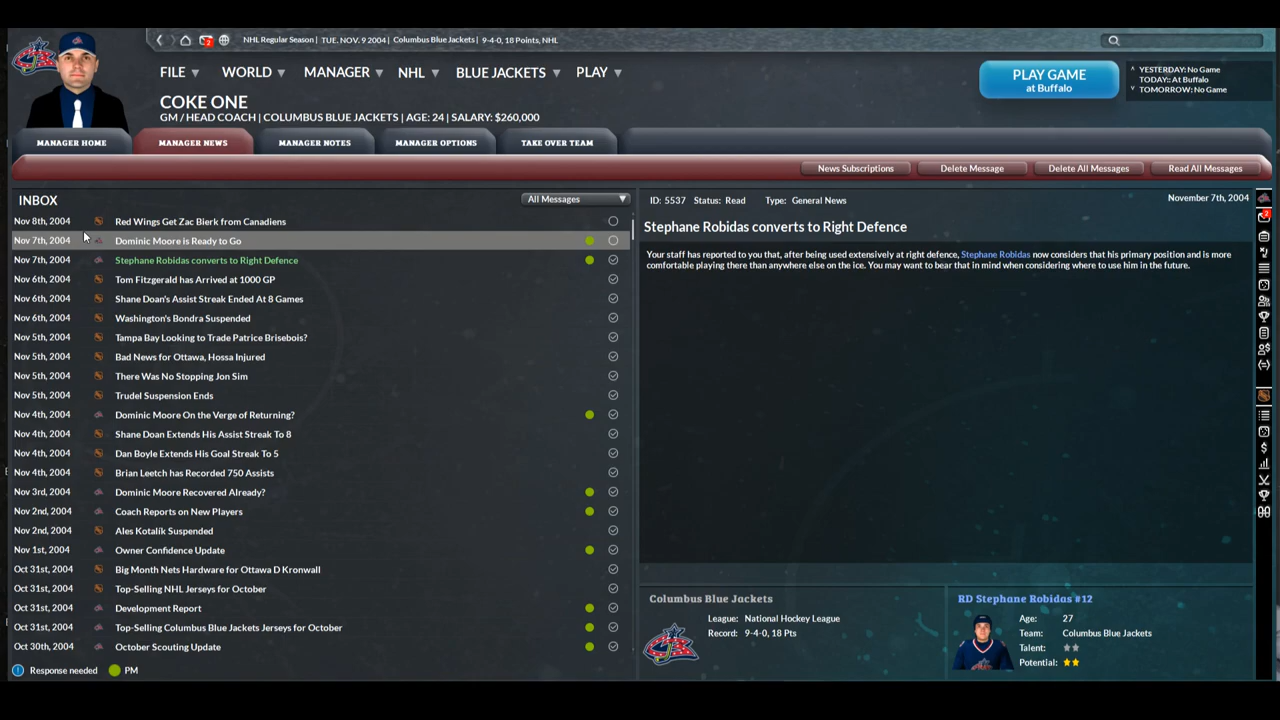 NHL Regular Season | TUE. NOV. 9 2004 | Columbus Blue Jackets | 9-4-0, 18 Points, NHL
FILE WORLD MANAGER NHL BLUE JACKETS PLAY
PLAY GAME
at Buffalo
YESTERDAY: No Game
TODAY: At Buffalo
TOMORROW: No Game
COKE ONE
GM / HEAD COACH | COLUMBUS BLUE JACKETS | AGE: 24 | SALARY: $260,000
MANAGER HOME MANAGER NEWS MANAGER NOTES MANAGER OPTIONS TAKE OVER TEAM
News Subscriptions Delete Message Delete All Messages Read All Messages
INBOX All Messages
Nov 8th, 2004 Red Wings Get Zac Bierk from Canadiens
Nov 7th, 2004 Dominic Moore is Ready to Go
Nov 7th, 2004 Stephane Robidas converts to Right Defence
Nov 6th, 2004 Tom Fitzgerald has Arrived at 1000 GP
Nov 6th, 2004 Shane Doan's Assist Streak Ended At 8 Games
Nov 6th, 2004 Washington's Bondra Suspended
Nov 5th, 2004 Tampa Bay Looking to Trade Patrice Brisebois?
Nov 5th, 2004 Bad News for Ottawa, Hossa Injured
Nov 5th, 2004 There Was No Stopping Jon Sim
Nov 5th, 2004 Trudel Suspension Ends
Nov 4th, 2004 Dominic Moore On the Verge of Returning?
Nov 4th, 2004 Shane Doan Extends His Assist Streak To 8
Nov 4th, 2004 Dan Boyle Extends His Goal Streak To 5
Nov 4th, 2004 Brian Leetch has Recorded 750 Assists
Nov 3rd, 2004 Dominic Moore Recovered Already?
Nov 2nd, 2004 Coach Reports on New Players
Nov 2nd, 2004 Ales Kotalik Suspended
Nov 1st, 2004 Owner Confidence Update
Oct 31st, 2004 Big Month Nets Hardware for Ottawa D Kronwall
Oct 31st, 2004 Top-Selling NHL Jerseys for October
Oct 31st, 2004 Development Report
Oct 31st, 2004 Top-Selling Columbus Blue Jackets Jerseys for October
Oct 30th, 2004 October Scouting Update
Response needed PM
ID: 5537 Status: Read Type: General News November 7th, 2004
Stephane Robidas converts to Right Defence
Your staff has reported to you that, after being used extensively at right defence, Stephane Robidas now considers that his primary position and is more
comfortable playing there than anywhere else on the ice. You may want to bear that in mind when considering where to use him in the future.
Columbus Blue Jackets
League: National Hockey League
Record: 9-4-0, 18 Pts
RD Stephane Robidas #12
Age: 27
Team: Columbus Blue Jackets
Talent:
Potential: